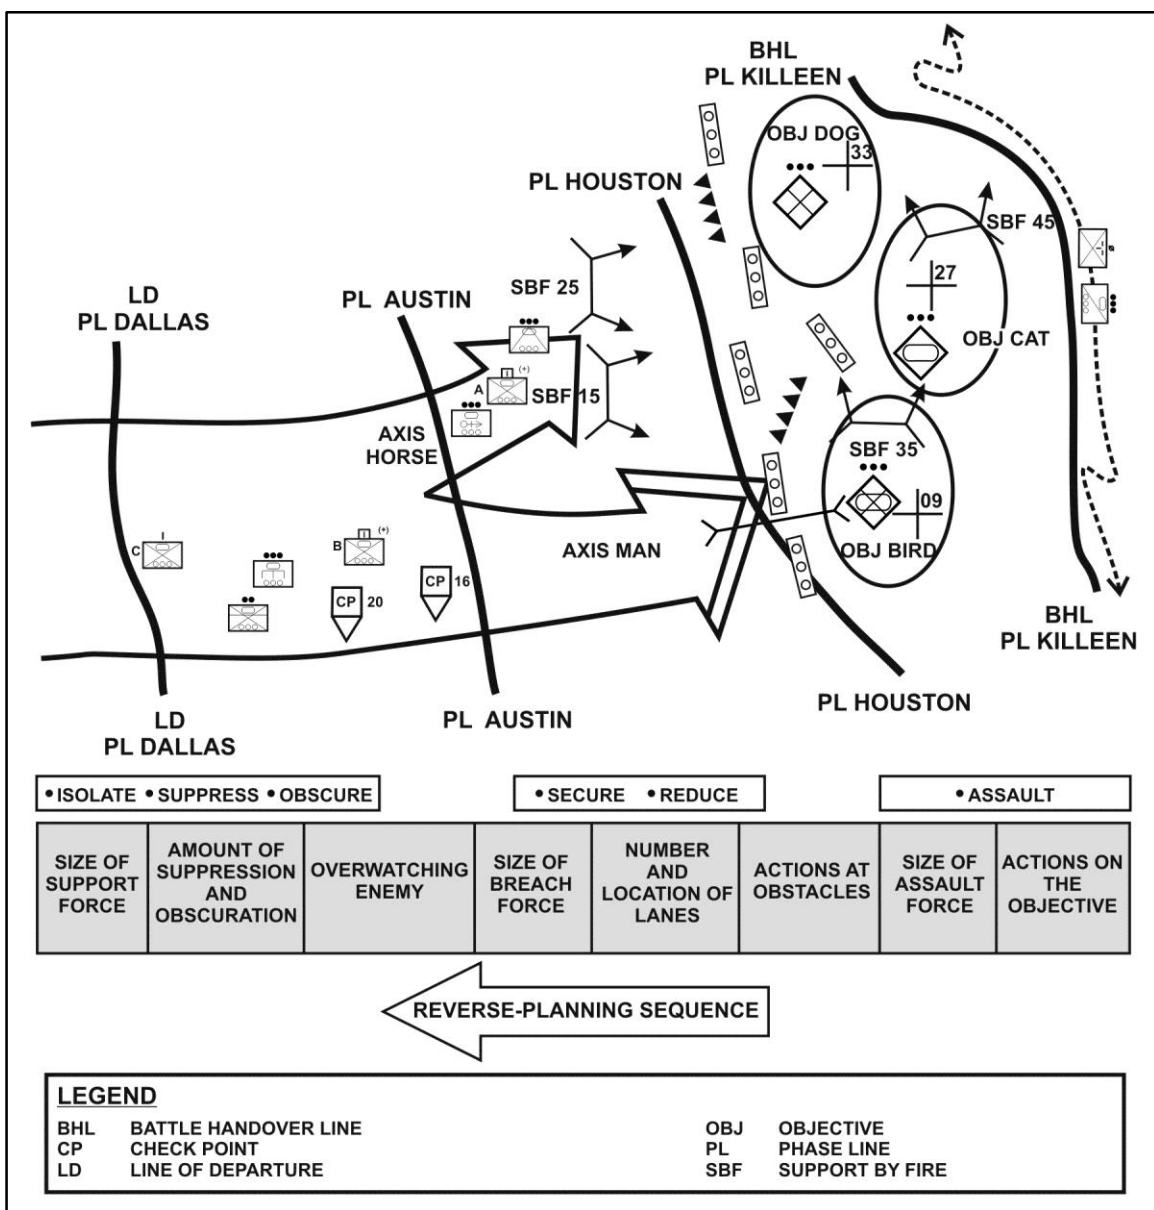 BHL
PL KILLEEN
OBJ DOG
33
PL HOUSTON
SBF 45
27
SBF 25
LD
PL DALLAS
PL AUSTIN
OBJ CAT
I
(+)
A
SBF 15
AXIS
HORSE
SBF 35
09
OBJ BIRD
AXIS MAN
I
C
I
(+)
B
CP 16
CP 20
BHL
PL KILLEEN
PL HOUSTON
PL AUSTIN
LD
PL DALLAS
• ISOLATE • SUPPRESS • OBSCURE
• SECURE • REDUCE
• ASSAULT
SIZE OF
SUPPORT
FORCE
AMOUNT OF
SUPPRESSION
AND
OBSCURATION
OVERWATCHING
ENEMY
SIZE OF
BREACH
FORCE
NUMBER
AND
LOCATION OF
LANES
ACTIONS AT
OBSTACLES
SIZE OF
ASSAULT
FORCE
ACTIONS ON
THE
OBJECTIVE
REVERSE-PLANNING SEQUENCE
LEGEND
BHL BATTLE HANDOVER LINE
CP CHECK POINT
LD LINE OF DEPARTURE
OBJ OBJECTIVE
PL PHASE LINE
SBF SUPPORT BY FIRE